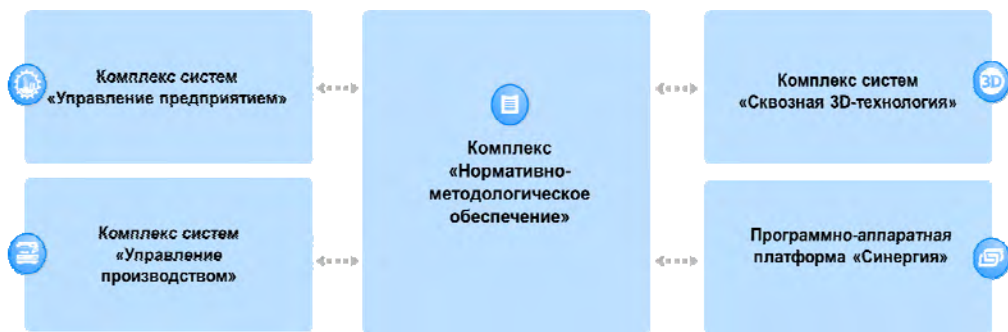 Комплекс систем
«Управление предприятием»
Комплекс систем
«Управление
производством»
Комплекс
«Нормативно-
методологическое
обеспечение»
Комплекс систем
«Сквозная 3D-технология»
3D
Программно-аппаратная
платформа «Синергия»